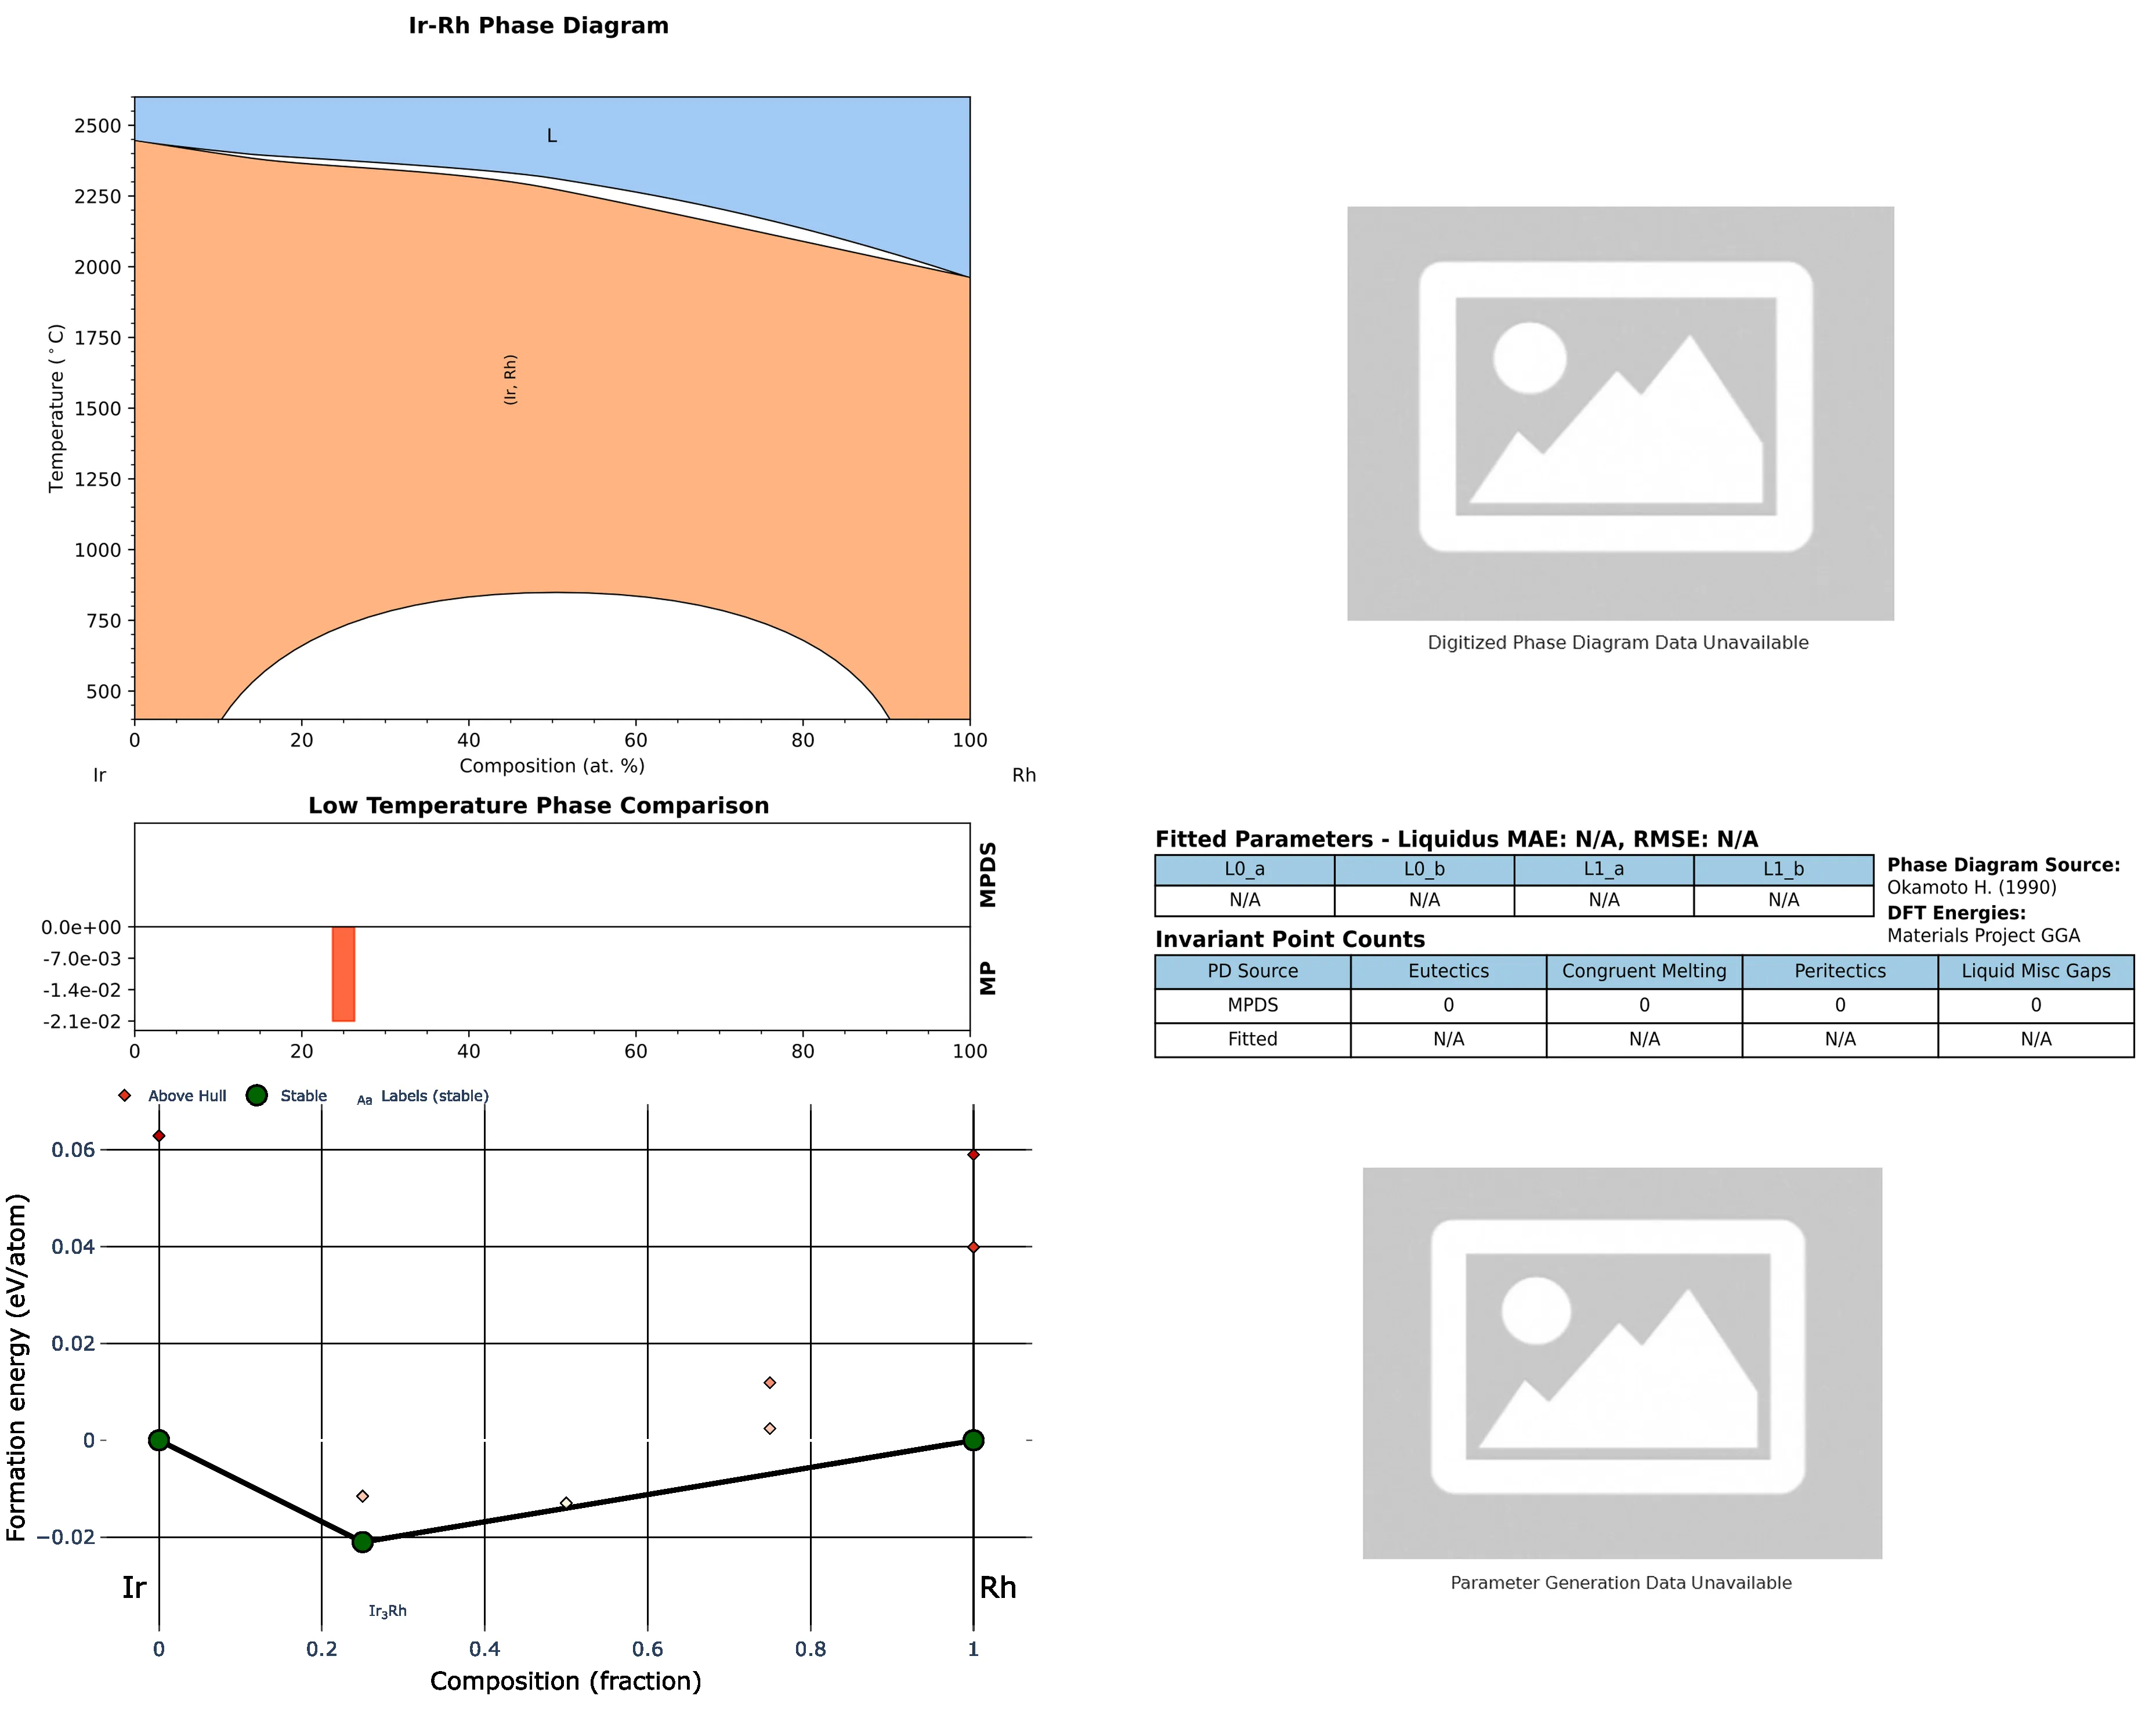 Ir-Rh Phase Diagram
2500
2250
2000
1750
1500
1250
1000
750
500
Temperature (°C)
L
(Ir, Rh)
0 20 40 60 80 100
Composition (at. %)
Ir Rh
Digitized Phase Diagram Data Unavailable
Low Temperature Phase Comparison
0.0e+00
-7.0e-03
-1.4e-02
-2.1e-02
MPDS
MP
0 20 40 60 80 100
Fitted Parameters - Liquidus MAE: N/A, RMSE: N/A
L0_a L0_b L1_a L1_b
N/A N/A N/A N/A
Phase Diagram Source:
Okamoto H. (1990)
DFT Energies:
Materials Project GGA
Invariant Point Counts
PD Source Eutectics Congruent Melting Peritectics Liquid Misc Gaps
MPDS 0 0 0 0
Fitted N/A N/A N/A N/A
Above Hull Stable Aa Labels (stable)
0.06
0.04
0.02
0
−0.02
Formation energy (eV/atom)
Ir Rh
Ir₃Rh
0 0.2 0.4 0.6 0.8 1
Composition (fraction)
Parameter Generation Data Unavailable